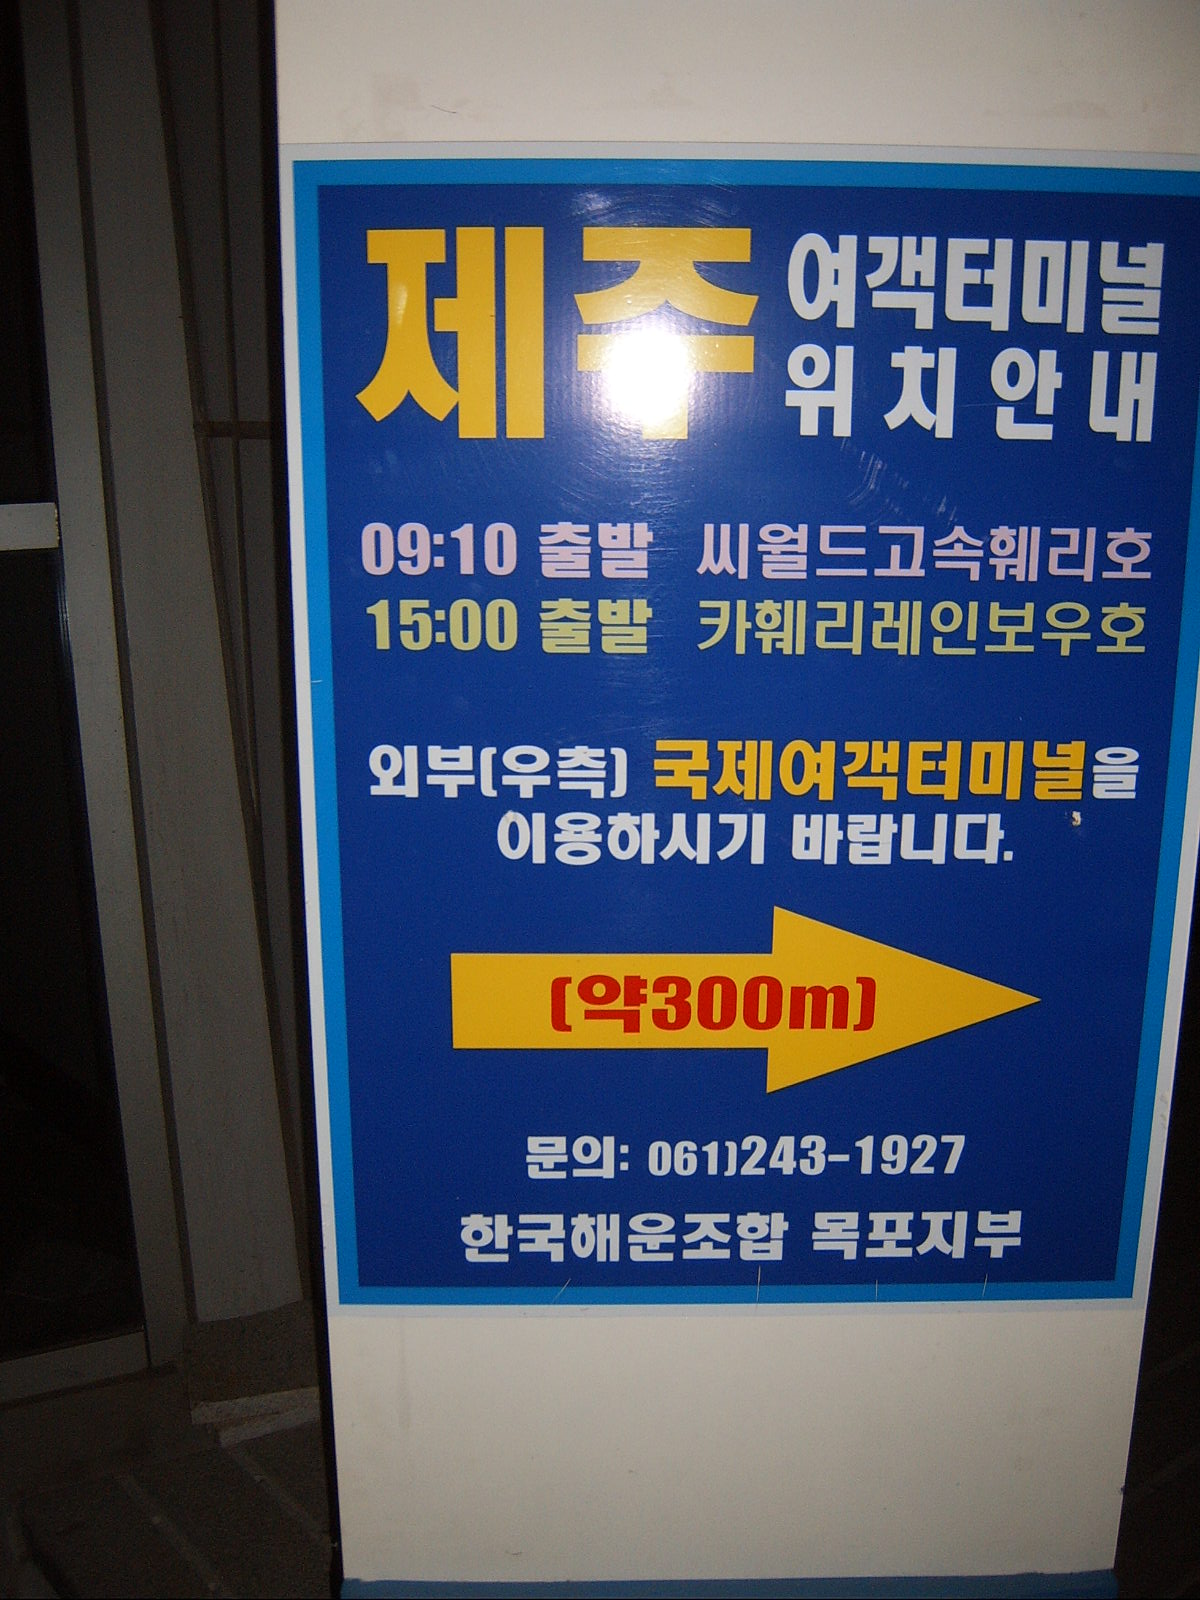 제주 여객터미널
위치안내
09:10 출발 씨월드고속훼리호
15:00 출발 카훼리레인보우호
외부(우측) 국제여객터미널을
이용하시기 바랍니다.
(약300m)
문의: 061)243-1927
한국해운조합 목포지부